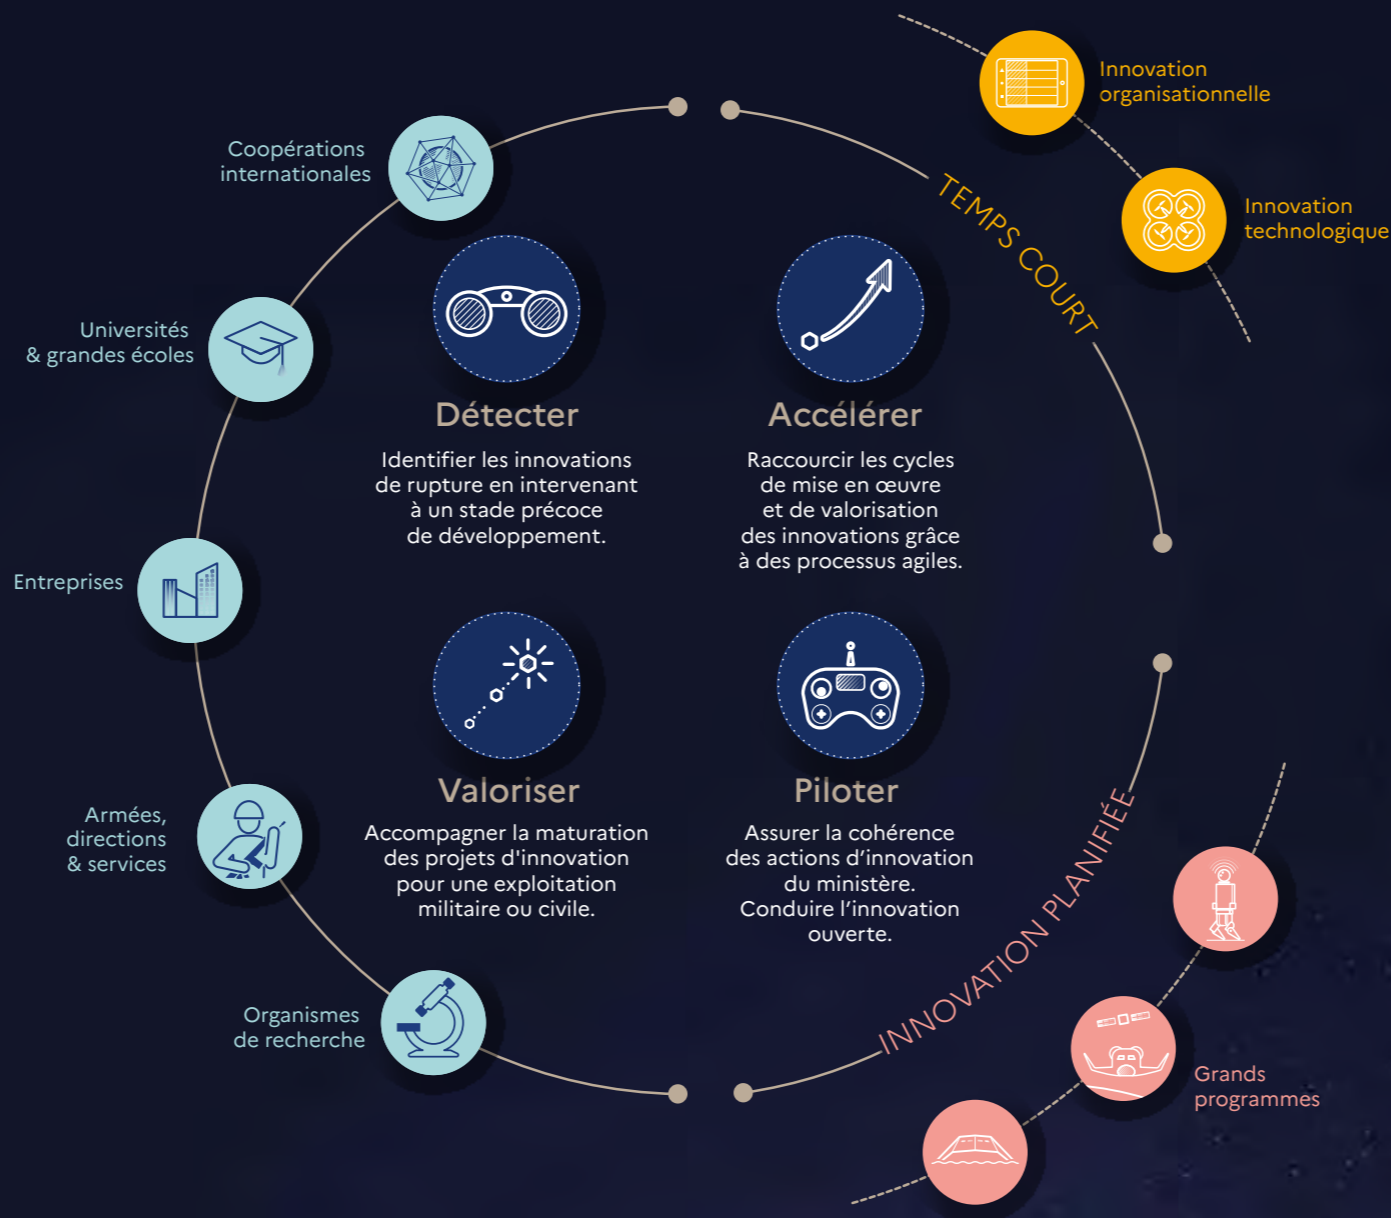 Coopérations
internationales
Universités
& grandes écoles
Entreprises
Armées,
directions
& services
Organismes
de recherche
Détecter
Identifier les innovations
de rupture en intervenant
à un stade précoce
de développement.
Accélérer
Raccourcir les cycles
de mise en œuvre
et de valorisation
des innovations grâce
à des processus agiles.
Valoriser
Accompagner la maturation
des projets d'innovation
pour une exploitation
militaire ou civile.
Piloter
Assurer la cohérence
des actions d’innovation
du ministère.
Conduire l’innovation
ouverte.
TEMPS COURT
Innovation
organisationnelle
Innovation
technologique
INNOVATION PLANIFIÉE
Grands
programmes